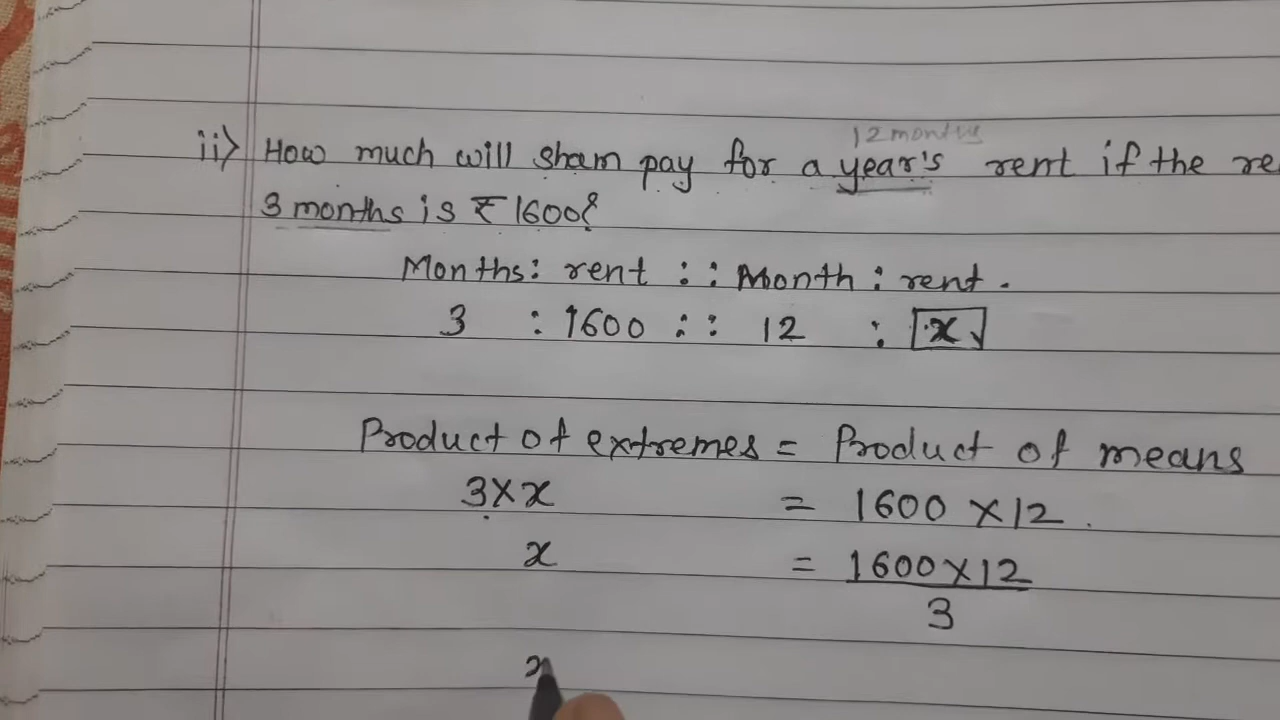 12 months
ii) How much will sham pay for a year's rent if the re
3 months is ₹ 1600?
Months : rent :: Month : rent.
3 : 1600 :: 12 : x
Product of extremes = Product of means
3 × x = 1600 × 12.
x = 1600 × 12
3
x